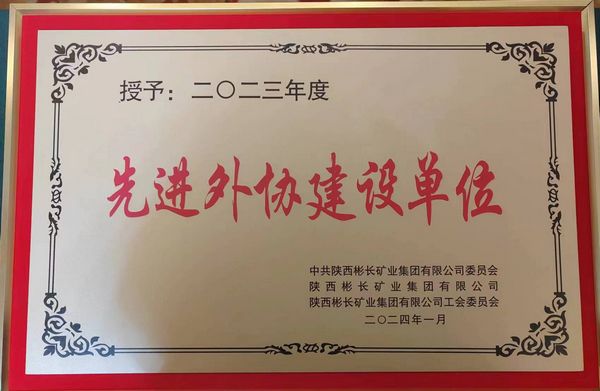 授予：二〇二三年度
先进外协建设单位
中共陕西彬长矿业集团有限公司委员会
陕西彬长矿业集团有限公司
陕西彬长矿业集团有限公司工会委员会
二〇二四年一月